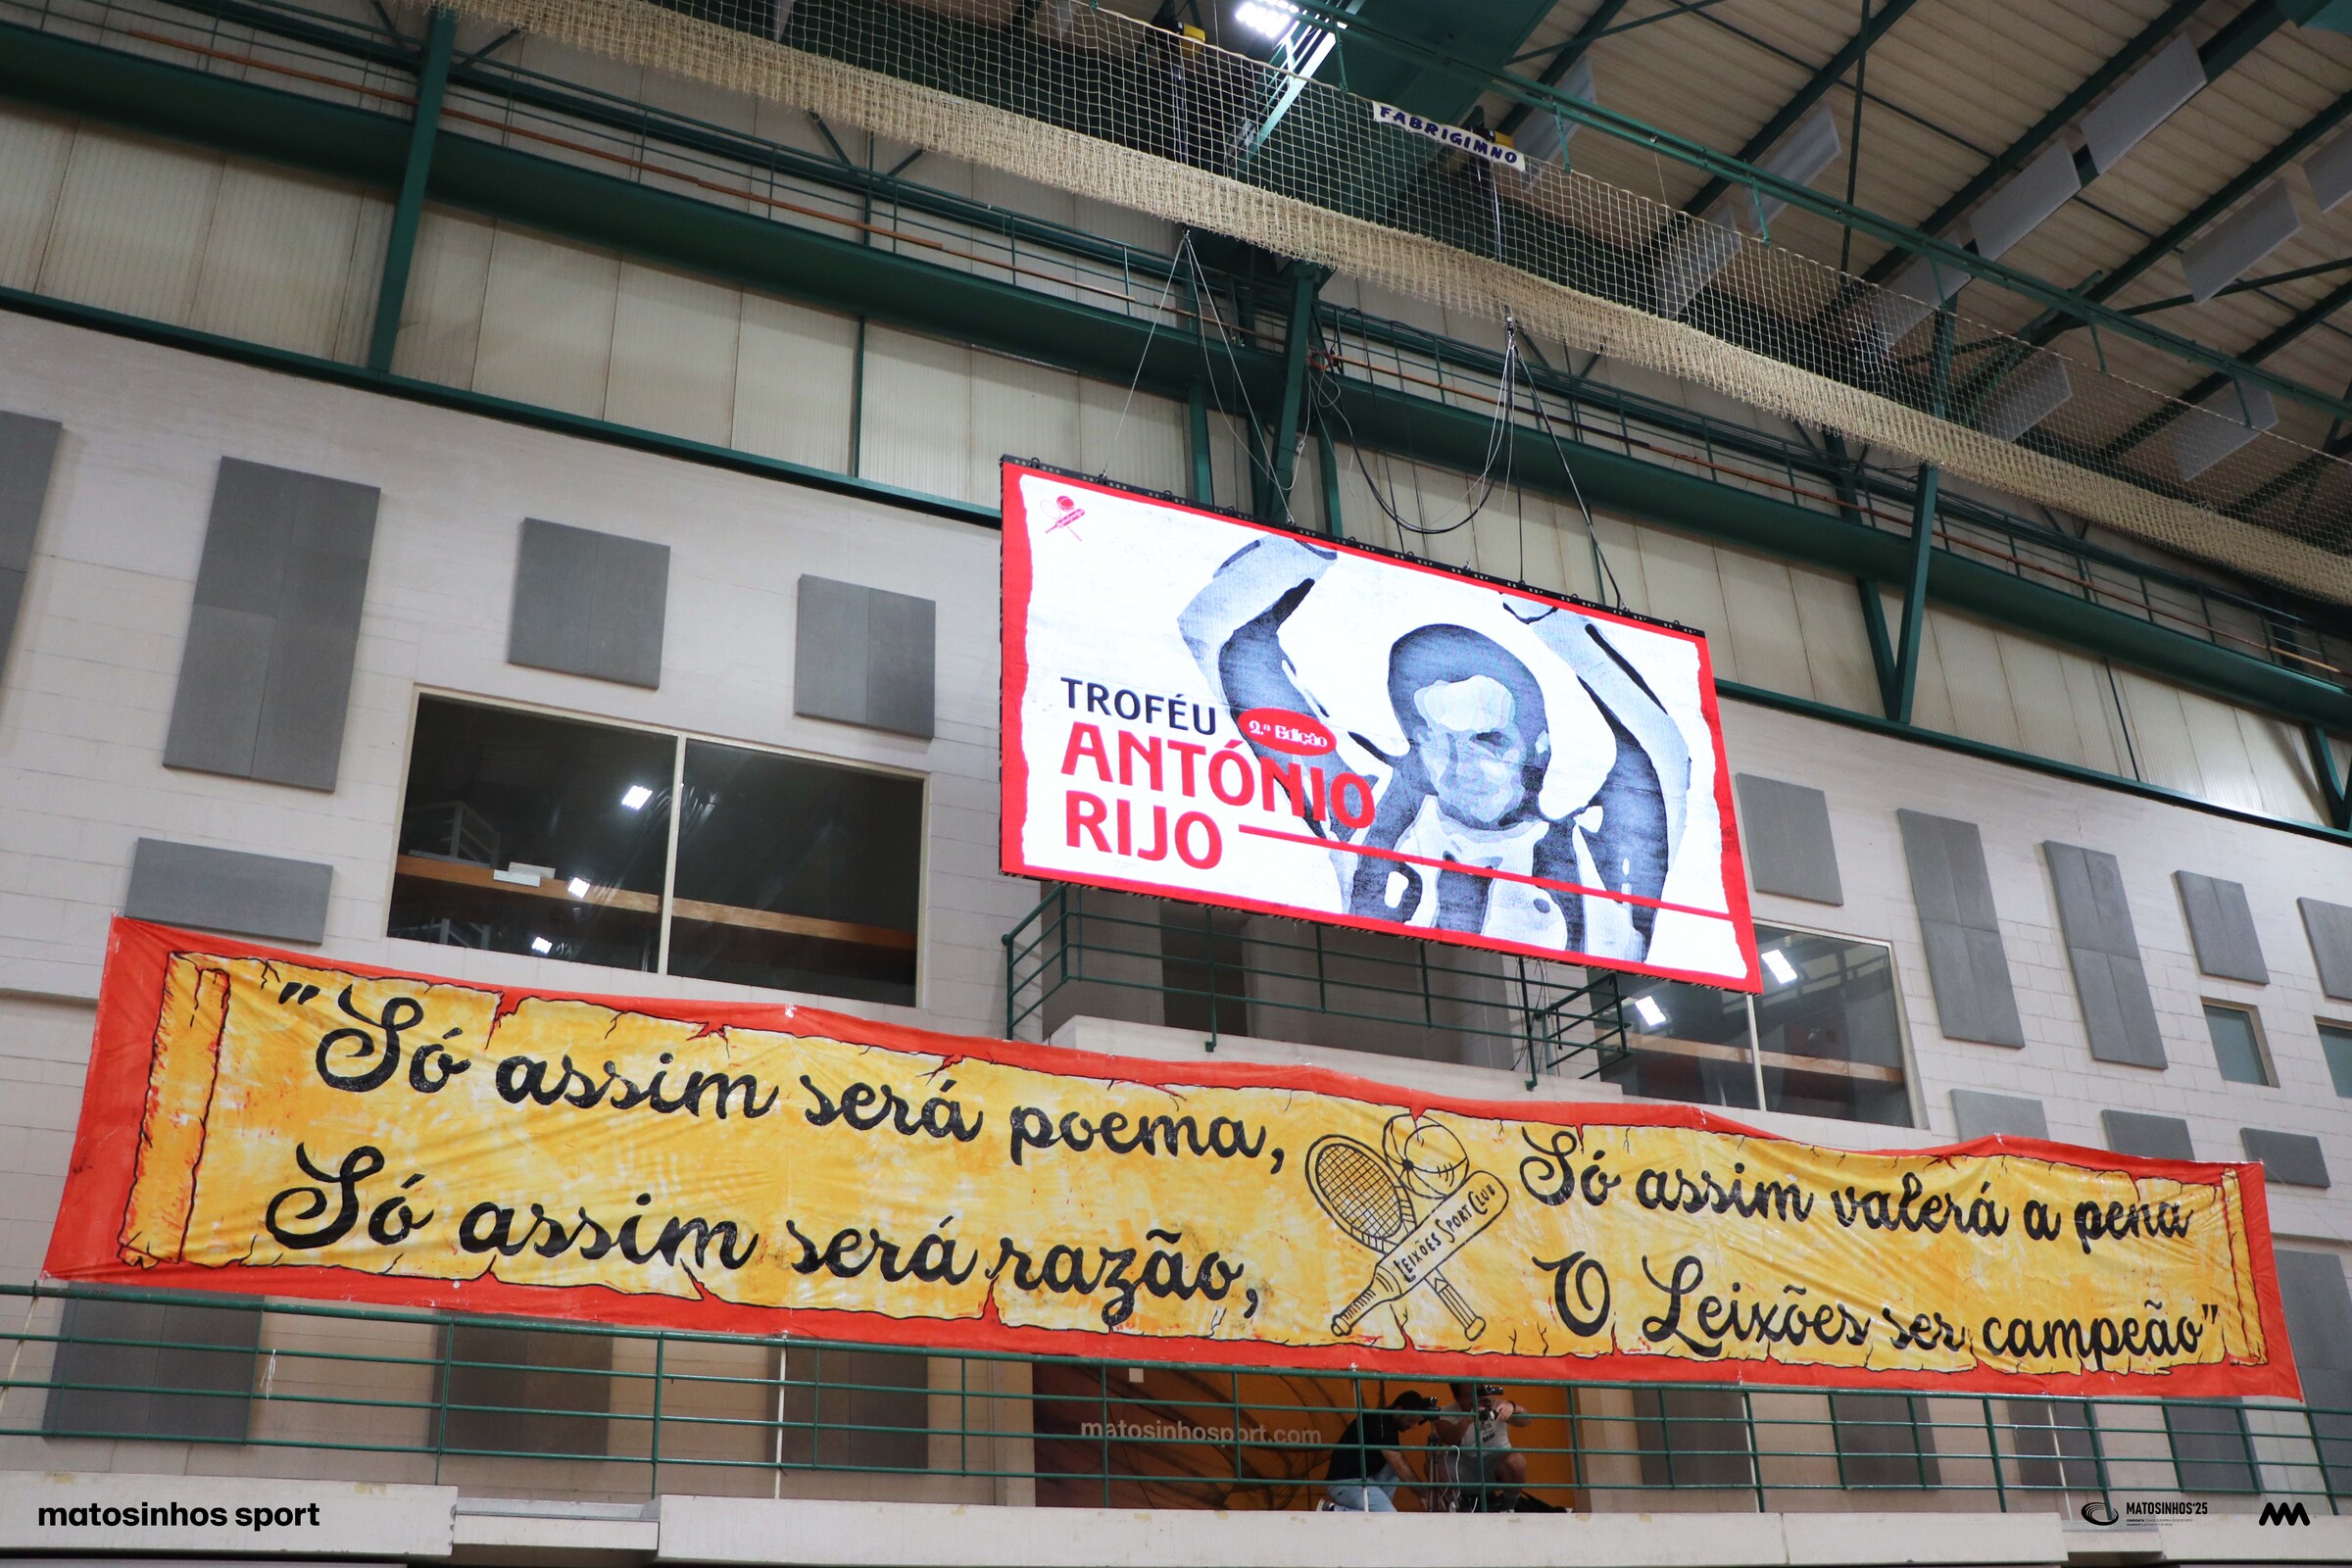 FABRIGIMNO
TROFÉU
2.ª Edição
ANTÓNIO
RIJO
"Só assim será poema,
Só assim será razão,
LEIXÕES SPORT CLUB
Só assim valerá a pena
O Leixões ser campeão"
matosinhosport.com
matosinhos sport
MATOSINHOS'25